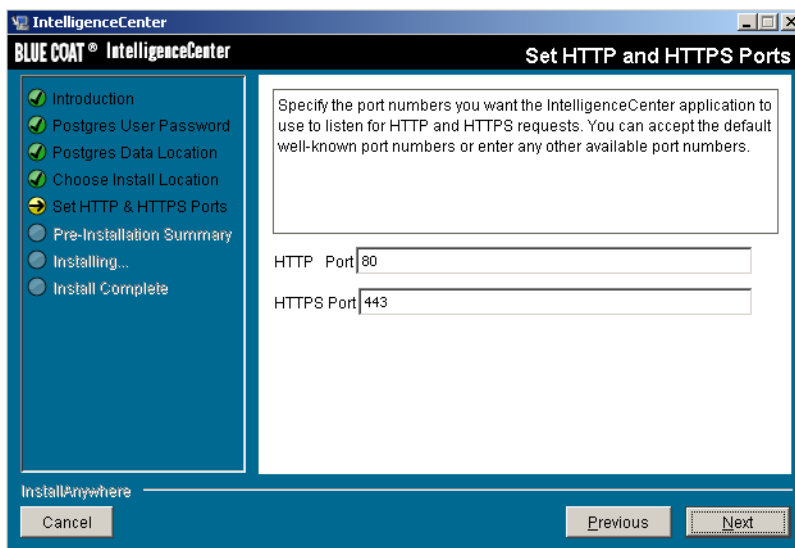 IntelligenceCenter
BLUE COAT ® IntelligenceCenter
Set HTTP and HTTPS Ports
Introduction
Postgres User Password
Postgres Data Location
Choose Install Location
Set HTTP & HTTPS Ports
Pre-Installation Summary
Installing...
Install Complete
Specify the port numbers you want the IntelligenceCenter application to
use to listen for HTTP and HTTPS requests. You can accept the default
well-known port numbers or enter any other available port numbers.
HTTP Port 80
HTTPS Port 443
InstallAnywhere
Cancel
Previous
Next